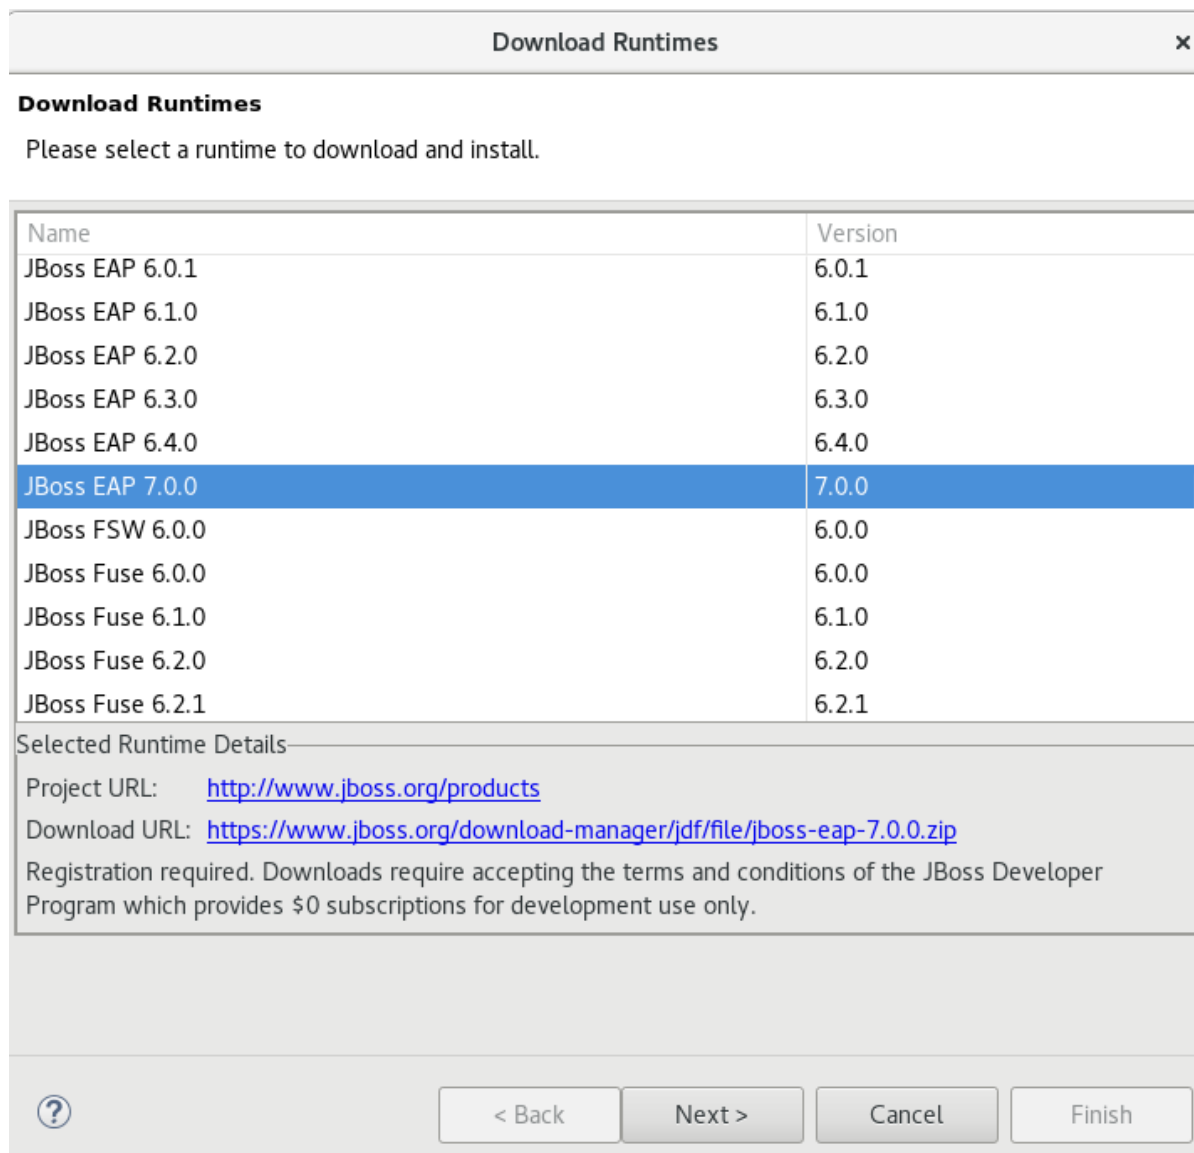 Download Runtimes ×
Download Runtimes
Please select a runtime to download and install.
Name Version
JBoss EAP 6.0.1 6.0.1
JBoss EAP 6.1.0 6.1.0
JBoss EAP 6.2.0 6.2.0
JBoss EAP 6.3.0 6.3.0
JBoss EAP 6.4.0 6.4.0
JBoss EAP 7.0.0 7.0.0
JBoss FSW 6.0.0 6.0.0
JBoss Fuse 6.0.0 6.0.0
JBoss Fuse 6.1.0 6.1.0
JBoss Fuse 6.2.0 6.2.0
JBoss Fuse 6.2.1 6.2.1
Selected Runtime Details
Project URL: http://www.jboss.org/products
Download URL: https://www.jboss.org/download-manager/jdf/file/jboss-eap-7.0.0.zip
Registration required. Downloads require accepting the terms and conditions of the JBoss Developer
Program which provides $0 subscriptions for development use only.
? < Back Next > Cancel Finish